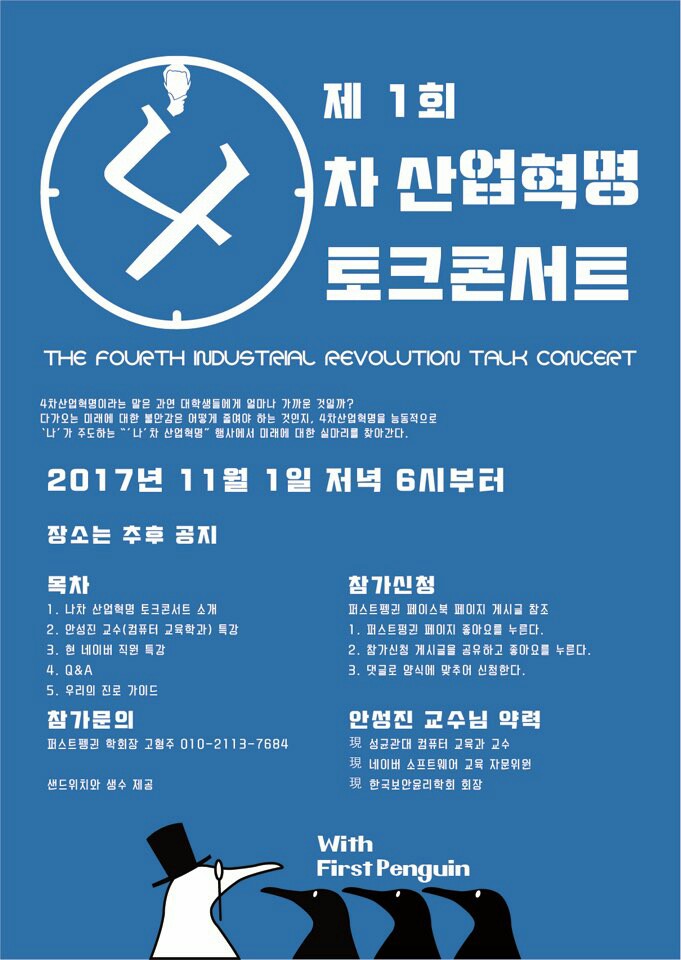 제 1회
차 산업혁명
토크콘서트
THE FOURTH INDUSTRIAL REVOLUTION TALK CONCERT
4차산업혁명이라는 말은 과연 대학생들에게 얼마나 가까운 것일까?
다가오는 미래에 대한 불안감은 어떻게 줄여야 하는 것인지, 4차산업혁명을 능동적으로
'나'가 주도하는 "'나'차 산업혁명" 행사에서 미래에 대한 실마리를 찾아간다.
2017년 11월 1일 저녁 6시부터
장소는 추후 공지
목차
1. 나차 산업혁명 토크콘서트 소개
2. 안성진 교수(컴퓨터 교육학과) 특강
3. 현 네이버 직원 특강
4. Q&A
5. 우리의 진로 가이드
참가문의
퍼스트펭귄 학회장 고형주 010-2113-7684
샌드위치와 생수 제공
참가신청
퍼스트펭귄 페이스북 페이지 게시글 참조
1. 퍼스트펭귄 페이지 좋아요를 누른다.
2. 참가신청 게시글을 공유하고 좋아요를 누른다.
3. 댓글로 양식에 맞추어 신청한다.
안성진 교수님 약력
現 성균관대 컴퓨터 교육과 교수
現 네이버 소프트웨어 교육 자문위원
現 한국보안윤리학회 회장
With
First Penguin